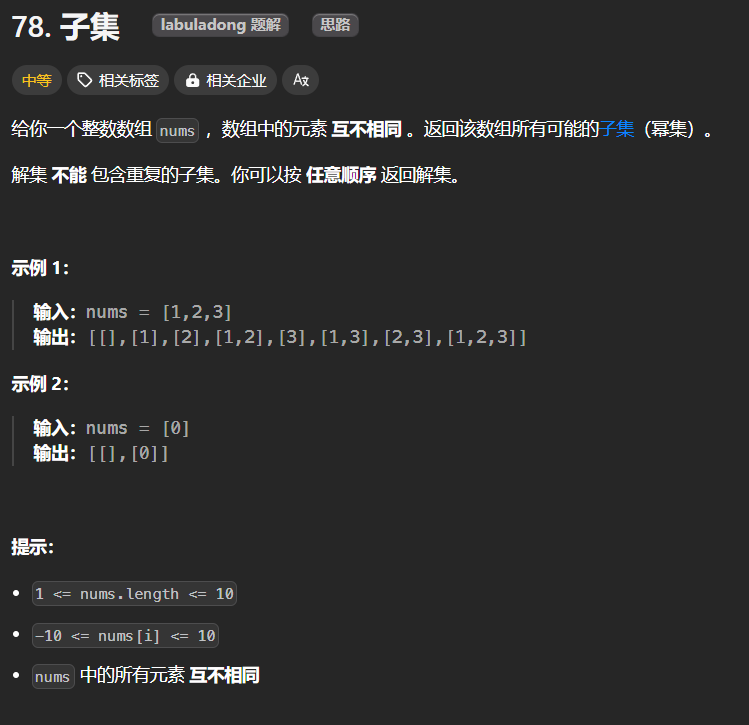 78. 子集 labuladong 题解 思路
中等 相关标签 相关企业 Aあ
给你一个整数数组 nums ，数组中的元素 互不相同 。返回该数组所有可能的子集（幂集）。
解集 不能 包含重复的子集。你可以按 任意顺序 返回解集。
示例 1：
输入：nums = [1,2,3]
输出：[[],[1],[2],[1,2],[3],[1,3],[2,3],[1,2,3]]
示例 2：
输入：nums = [0]
输出：[[],[0]]
提示：
1 <= nums.length <= 10
-10 <= nums[i] <= 10
nums 中的所有元素 互不相同